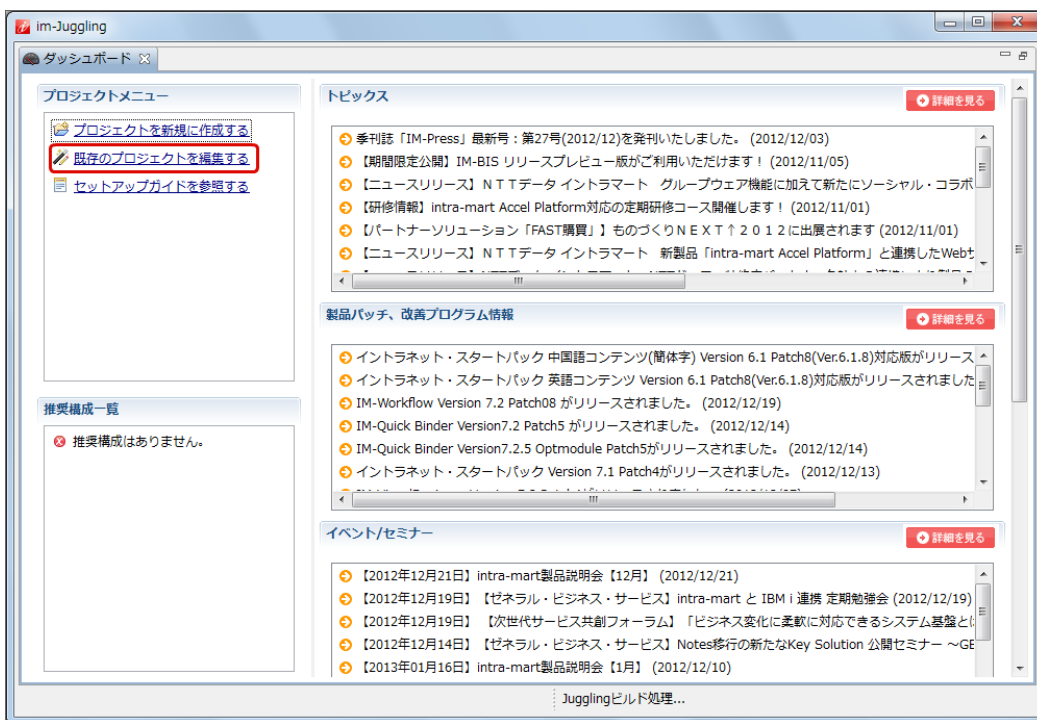 im-Juggling
ダッシュボード
プロジェクトメニュー
プロジェクトを新規に作成する
既存のプロジェクトを編集する
セットアップガイドを参照する
推奨構成一覧
推奨構成はありません。
トピックス
詳細を見る
季刊誌「IM-Press」最新号：第27号(2012/12)を発刊いたしました。 (2012/12/03)
【期間限定公開】IM-BIS リリースプレビュー版がご利用いただけます！ (2012/11/05)
【ニュースリリース】ＮＴＴデータ イントラマート　グループウェア機能に加えて新たにソーシャル・コラボ
【研修情報】intra-mart Accel Platform対応の定期研修コース開催します！ (2012/11/01)
【パートナーソリューション「FAST購買」】ものづくりＮＥＸＴ↑２０１２に出展されます (2012/11/01)
【ニュースリリース】ＮＴＴデータ イントラマート　新製品「intra-mart Accel Platform」と連携したWebサ
製品パッチ、改善プログラム情報
詳細を見る
イントラネット・スタートパック 中国語コンテンツ(簡体字) Version 6.1 Patch8(Ver.6.1.8)対応版がリリース
イントラネット・スタートパック 英語コンテンツ Version 6.1 Patch8(Ver.6.1.8)対応版がリリースされました
IM-Workflow Version 7.2 Patch08 がリリースされました。 (2012/12/19)
IM-Quick Binder Version7.2 Patch5 がリリースされました。 (2012/12/14)
IM-Quick Binder Version7.2.5 Optmodule Patch5がリリースされました。 (2012/12/14)
イントラネット・スタートパック Version 7.1 Patch4がリリースされました。 (2012/12/13)
イベント/セミナー
詳細を見る
【2012年12月21日】intra-mart製品説明会【12月】 (2012/12/21)
【2012年12月19日】【ゼネラル・ビジネス・サービス】intra-mart と IBM i 連携 定期勉強会 (2012/12/19)
【2012年12月19日】 【次世代サービス共創フォーラム】「ビジネス変化に柔軟に対応できるシステム基盤とは
【2012年12月14日】【ゼネラル・ビジネス・サービス】Notes移行の新たなKey Solution 公開セミナー ～GE
【2013年01月16日】intra-mart製品説明会【1月】 (2012/12/10)
Jugglingビルド処理...